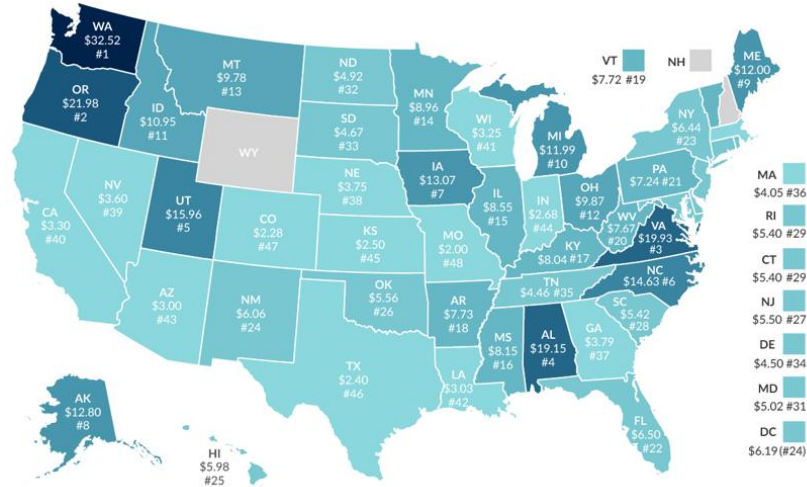 WA
$32.52
#1
OR
$21.98
#2
MT
$9.78
#13
ID
$10.95
#11
WY
ND
$4.92
#32
SD
$4.67
#33
NE
$3.75
#38
MN
$8.96
#14
WI
$3.25
#41
MI
$11.99
#10
VT
$7.72 #19
NH
ME
$12.00
#9
NY
$6.44
#23
NV
$3.60
#39
CA
$3.30
#40
UT
$15.96
#5
CO
$2.28
#47
KS
$2.50
#45
IA
$13.07
#7
MO
$2.00
#48
IL
$8.55
#15
IN
$2.68
#44
OH
$9.87
#12
PA
$7.24 #21
WV
$7.67
#20
VA
$19.93
#3
KY
$8.04 #17
NC
$14.63 #6
TN
$4.46 #35
SC
$5.42
#28
AZ
$3.00
#43
NM
$6.06
#24
OK
$5.56
#26
AR
$7.73
#18
TX
$2.40
#46
LA
$3.03
#42
MS
$8.15
#16
AL
$19.15
#4
GA
$3.79
#37
FL
$6.50
#22
AK
$12.80
#8
HI
$5.98
#25
MA
$4.05 #36
RI
$5.40 #29
CT
$5.40 #29
NJ
$5.50 #27
DE
$4.50 #34
MD
$5.02 #31
DC
$6.19(#24)